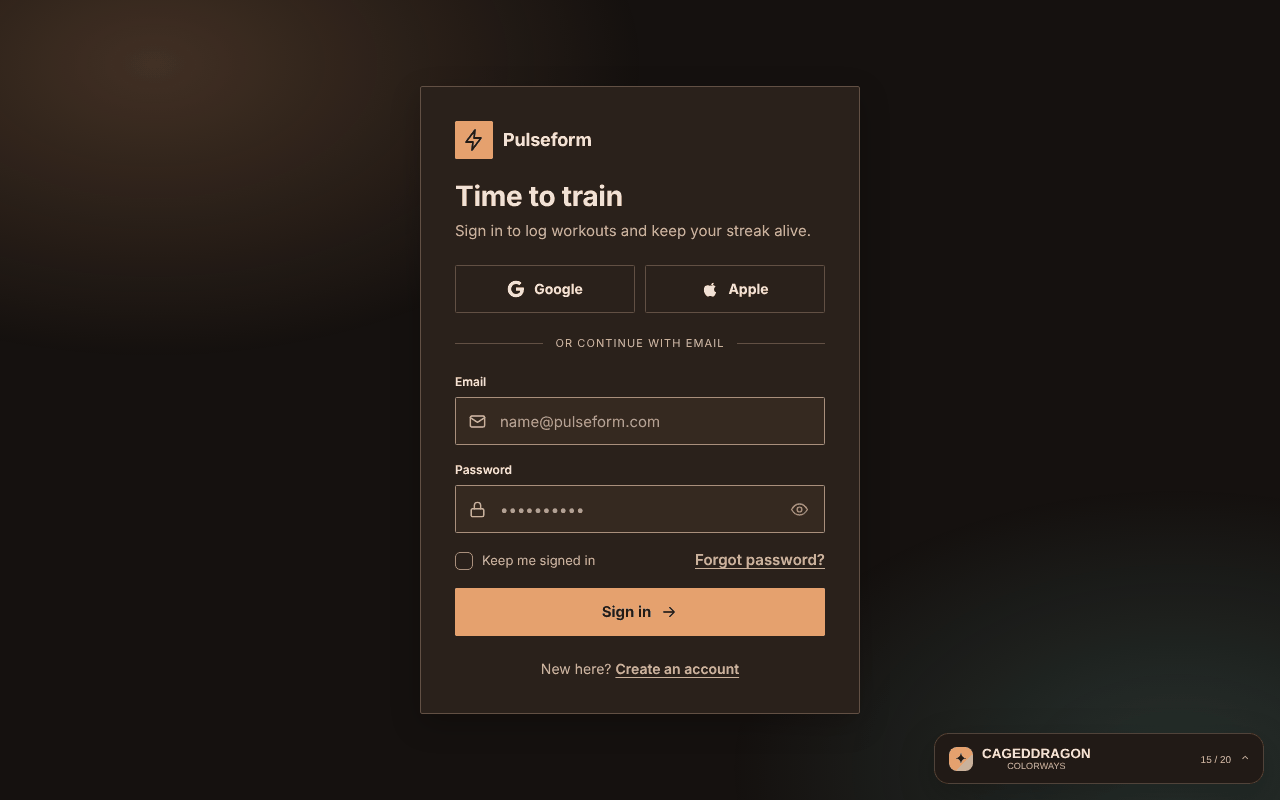 Pulseform
Time to train
Sign in to log workouts and keep your streak alive.
Google
Apple
OR CONTINUE WITH EMAIL
Email
name@pulseform.com
Password
••••••••••
Keep me signed in
Forgot password?
Sign in →
New here? Create an account
CAGEDDRAGON
COLORWAYS
15 / 20